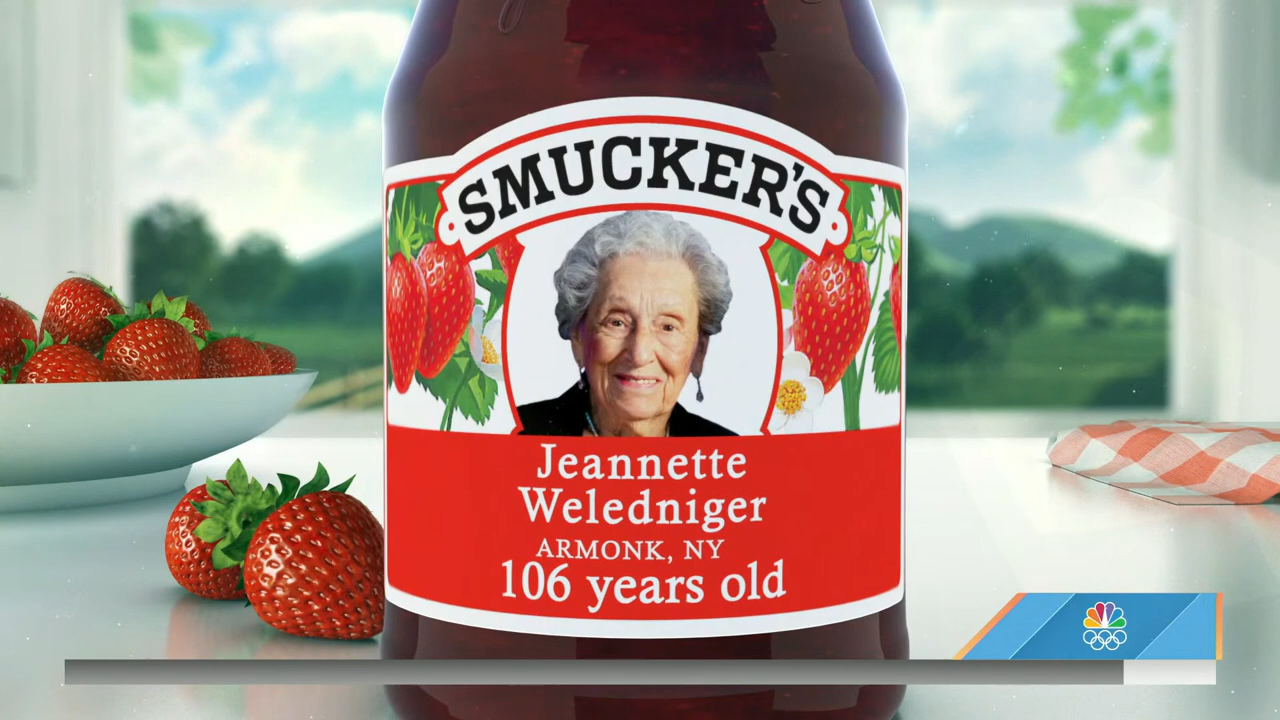 SMUCKER'S
Jeannette
Weledniger
ARMONK, NY
106 years old